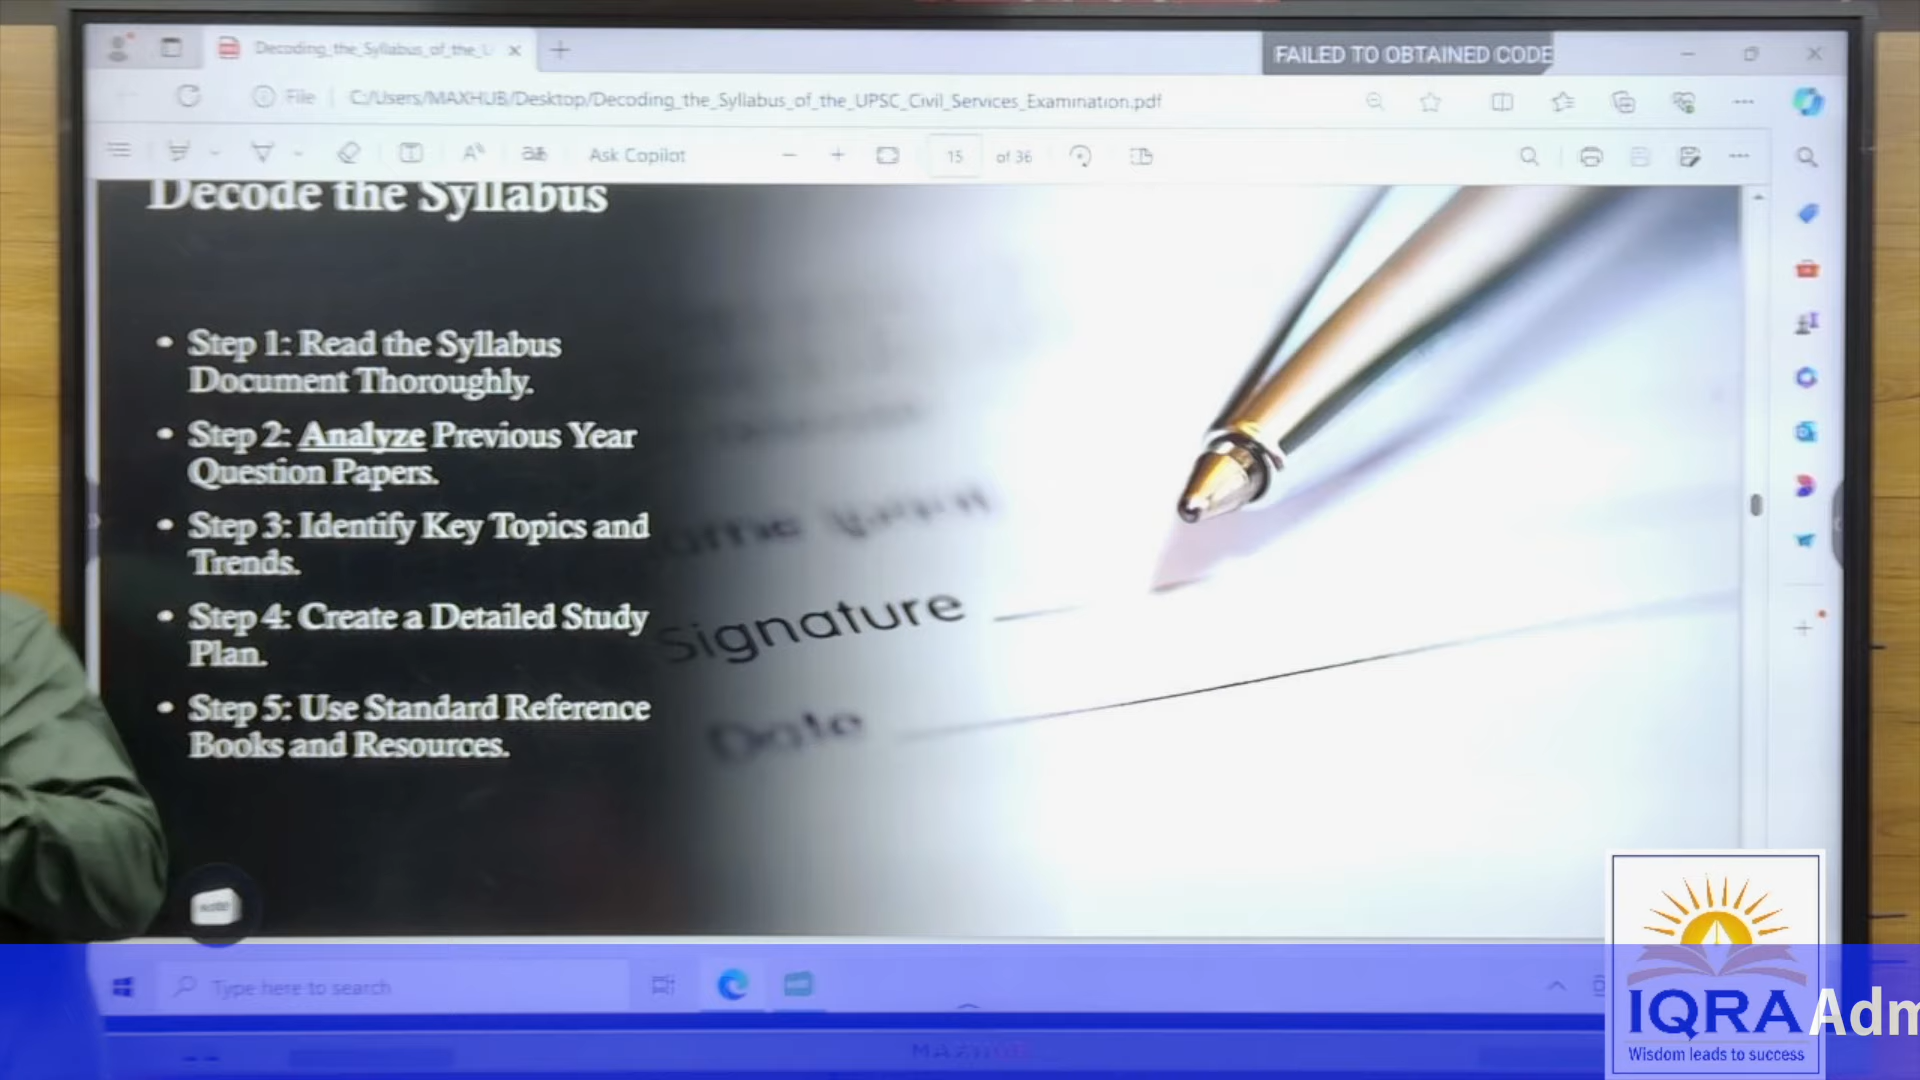 Decoding_the_Syllabus_of_the_U
FAILED TO OBTAINED CODE
File
C:/Users/MAXHUB/Desktop/Decoding_the_Syllabus_of_the_UPSC_Civil_Services_Examination.pdf
Ask Copilot
15
of 36
Decode the Syllabus
• Step 1: Read the Syllabus
Document Thoroughly.
• Step 2: Analyze Previous Year
Question Papers.
• Step 3: Identify Key Topics and
Trends.
• Step 4: Create a Detailed Study
Plan.
• Step 5: Use Standard Reference
Books and Resources.
Signature
Date
Type here to search
IQRA
Wisdom leads to success
Adm